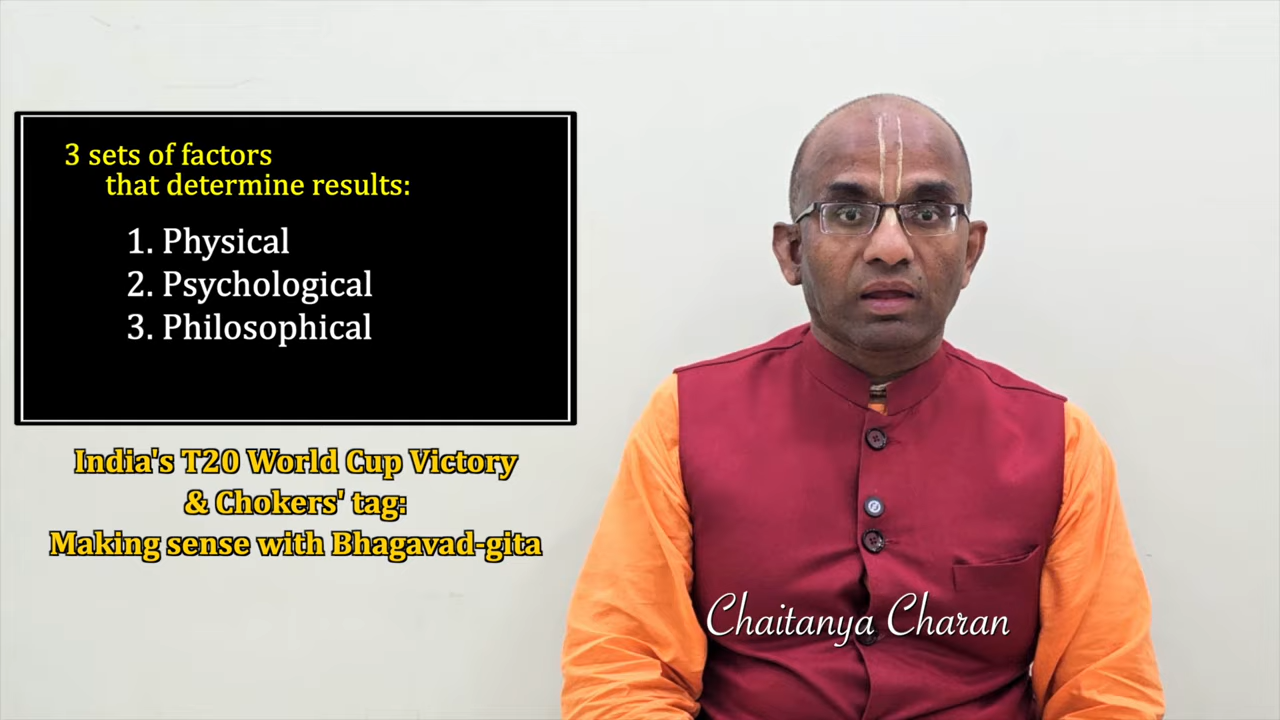 3 sets of factors
that determine results:
1. Physical
2. Psychological
3. Philosophical
India's T20 World Cup Victory
& Chokers' tag:
Making sense with Bhagavad-gita
Chaitanya Charan